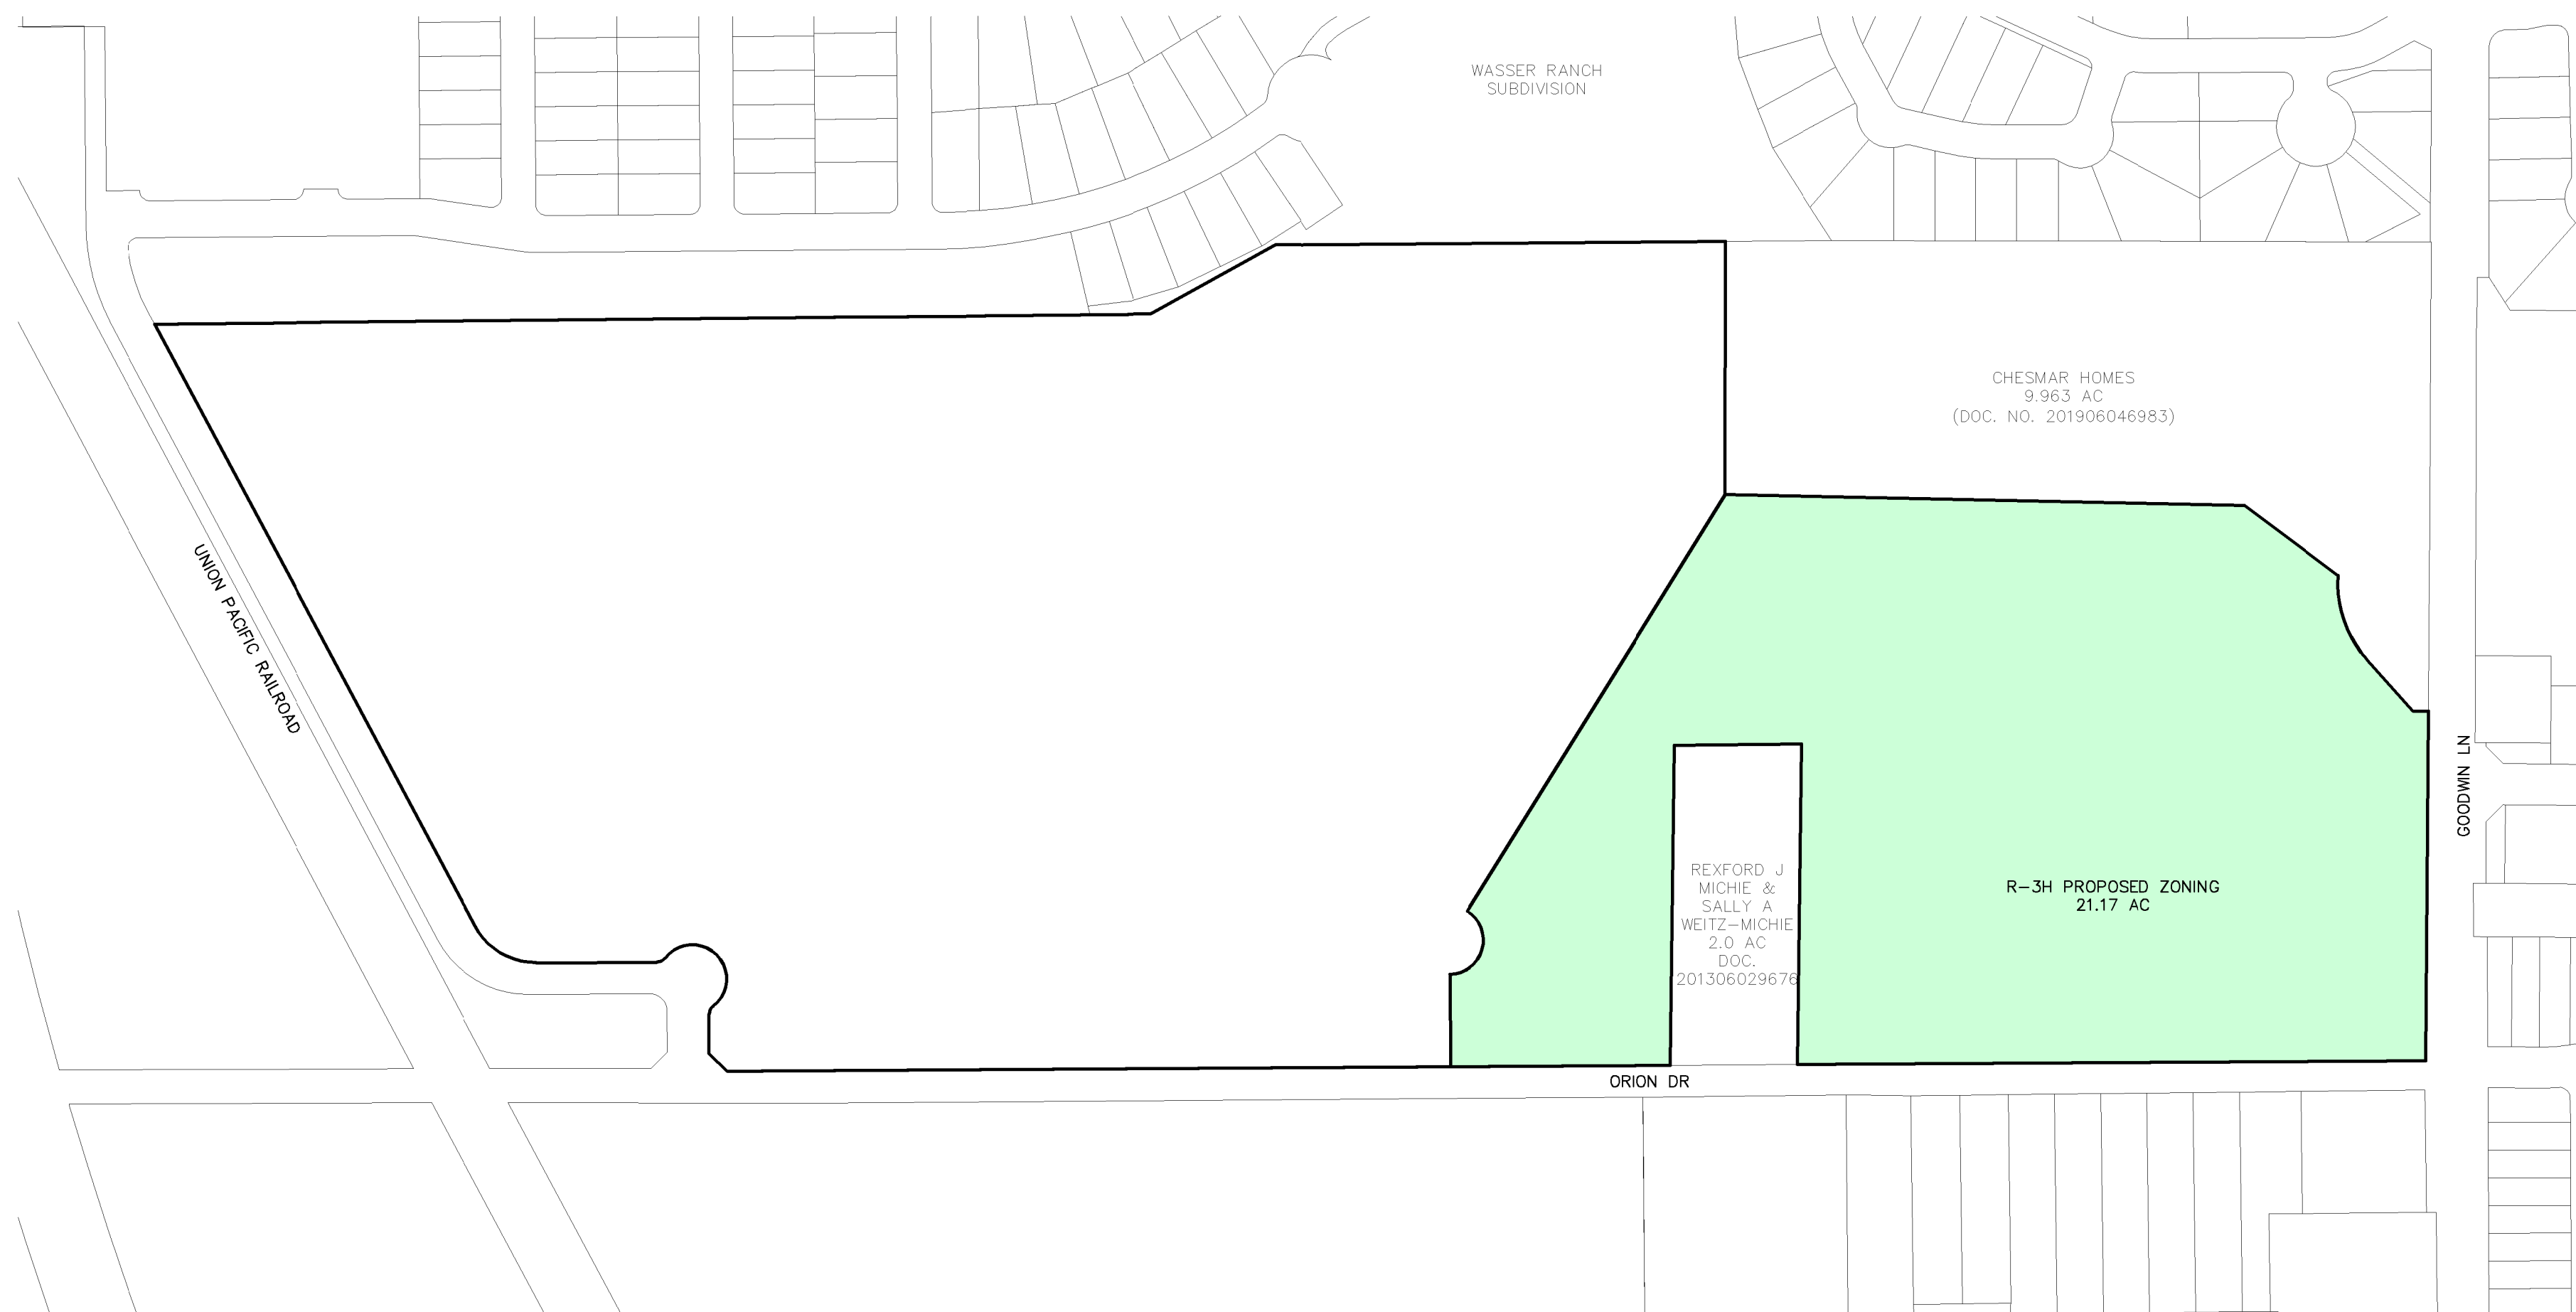 WASSER RANCH
SUBDIVISION
CHESMAR HOMES
9.963 AC
(DOC. NO. 201906046983)
UNION PACIFIC RAILROAD
GOODWIN LN
REXFORD J
MICHIE &
SALLY A
WEITZ-MICHIE
2.0 AC
DOC.
201306029676
R-3H PROPOSED ZONING
21.17 AC
ORION DR